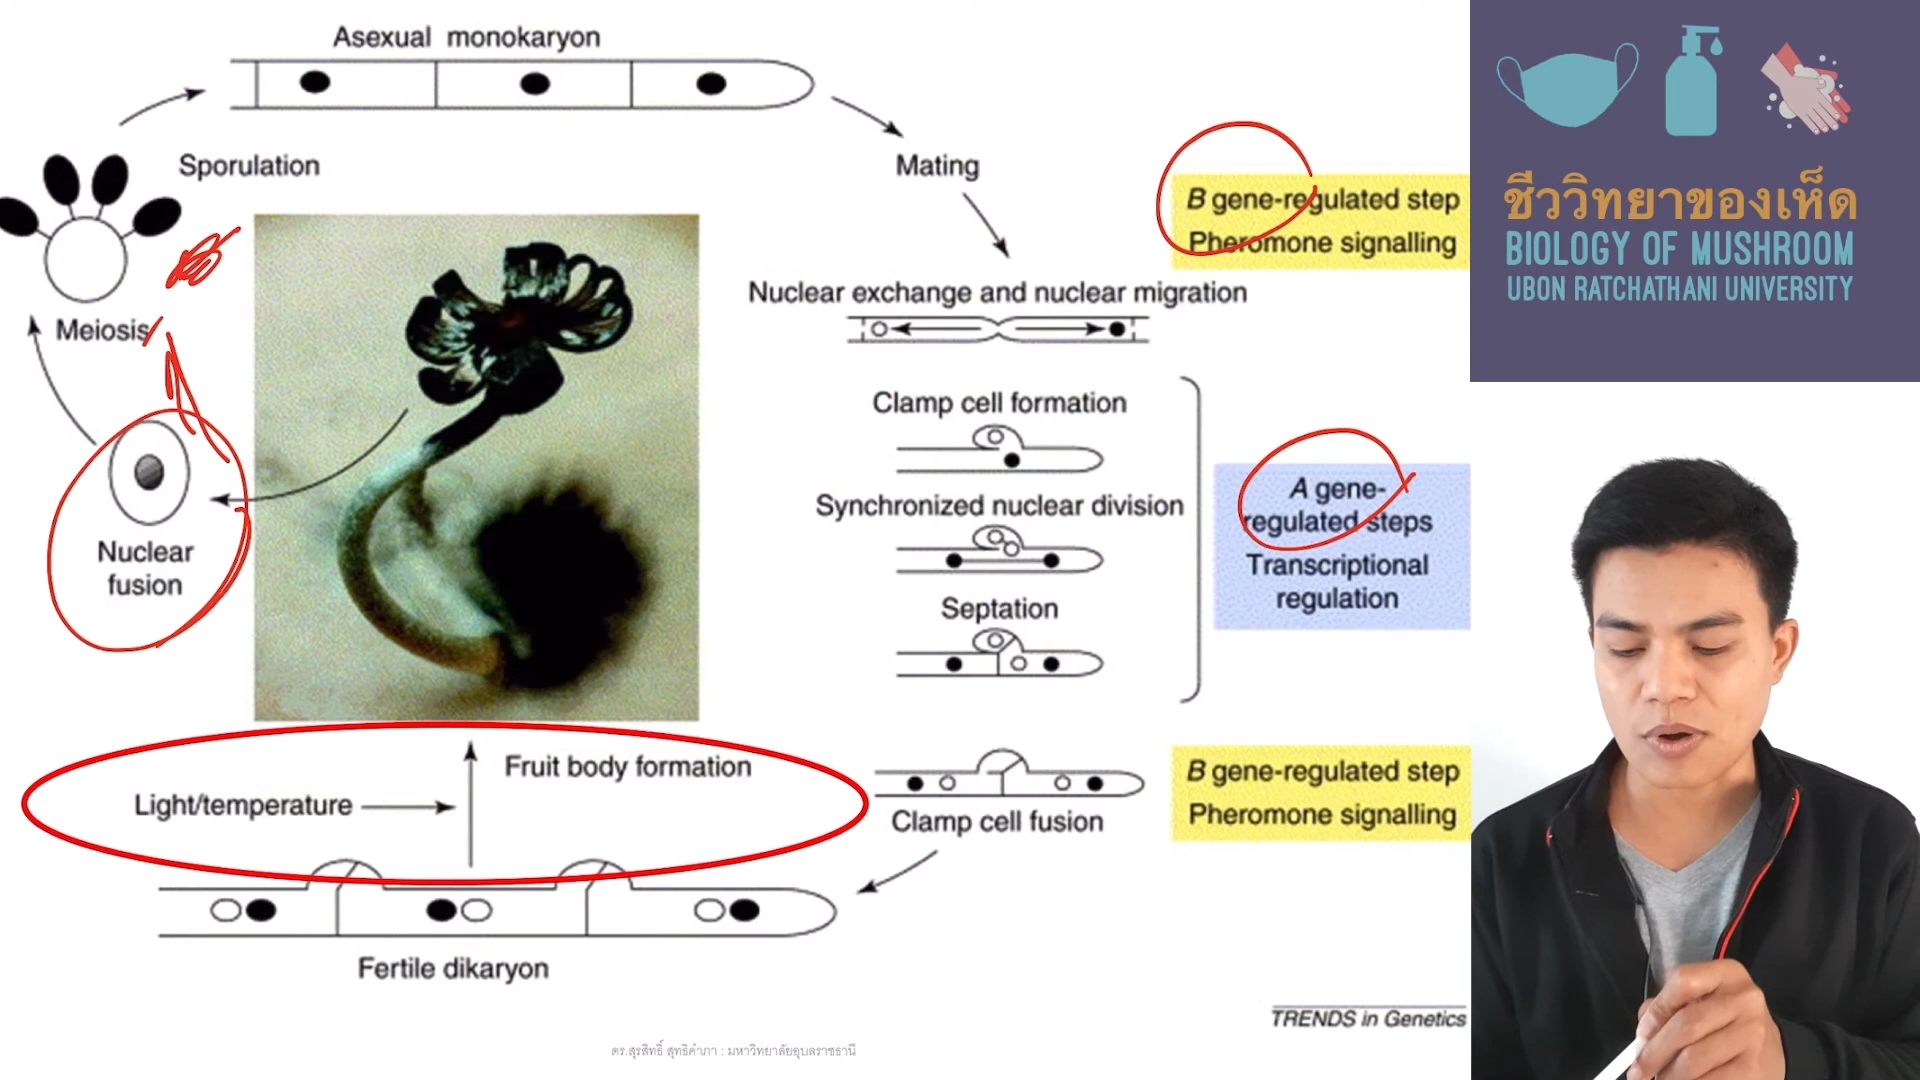 Asexual monokaryon
Sporulation
Mating
B gene-regulated step
Pheromone signalling
Nuclear exchange and nuclear migration
Meiosis
Clamp cell formation
Synchronized nuclear division
A gene-
regulated steps
Transcriptional
regulation
Nuclear
fusion
Septation
Fruit body formation
Light/temperature
B gene-regulated step
Pheromone signalling
Clamp cell fusion
Fertile dikaryon
TRENDS in Genetics
ดร.สุรสิทธิ์ สุทธิคำภา : มหาวิทยาลัยอุบลราชธานี
ชีววิทยาของเห็ด
BIOLOGY OF MUSHROOM
UBON RATCHATHANI UNIVERSITY